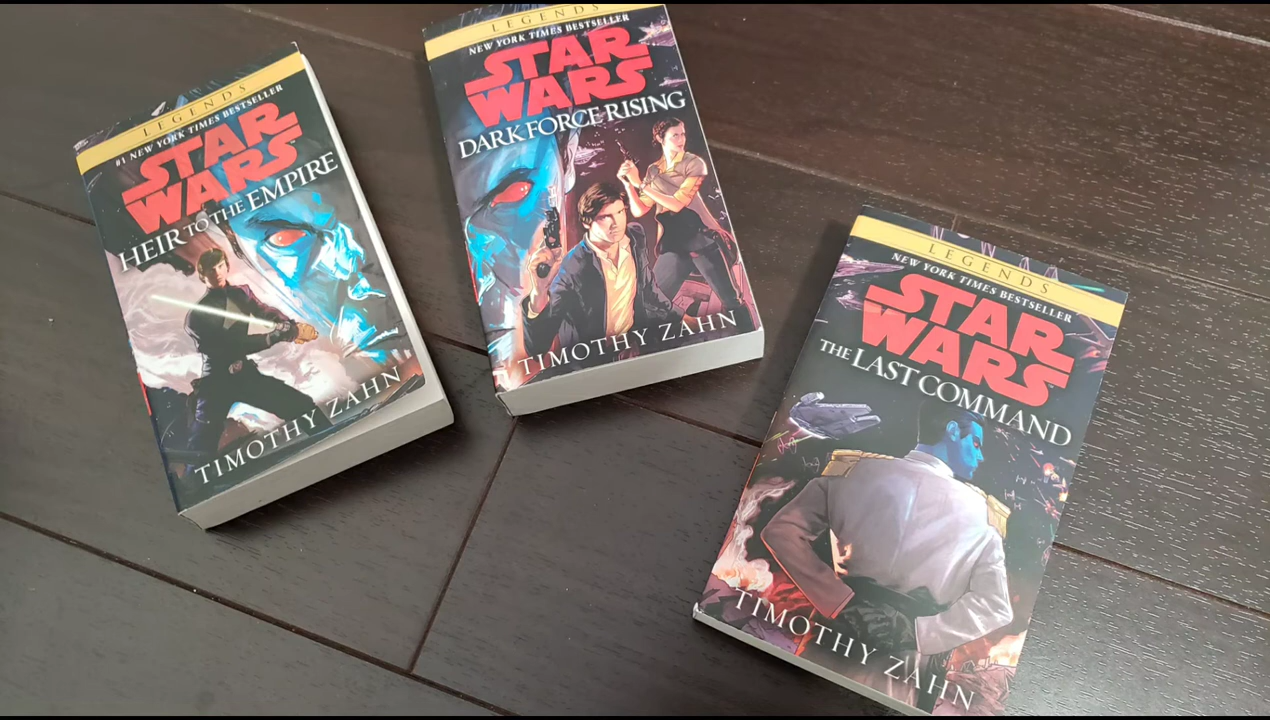 LEGENDS
#1 NEW YORK TIMES BESTSELLER
STAR
WARS
HEIR TO THE EMPIRE
TIMOTHY ZAHN
LEGENDS
NEW YORK TIMES BESTSELLER
STAR
WARS
DARK FORCE RISING
TIMOTHY ZAHN
LEGENDS
NEW YORK TIMES BESTSELLER
STAR
WARS
THE LAST COMMAND
TIMOTHY ZAHN